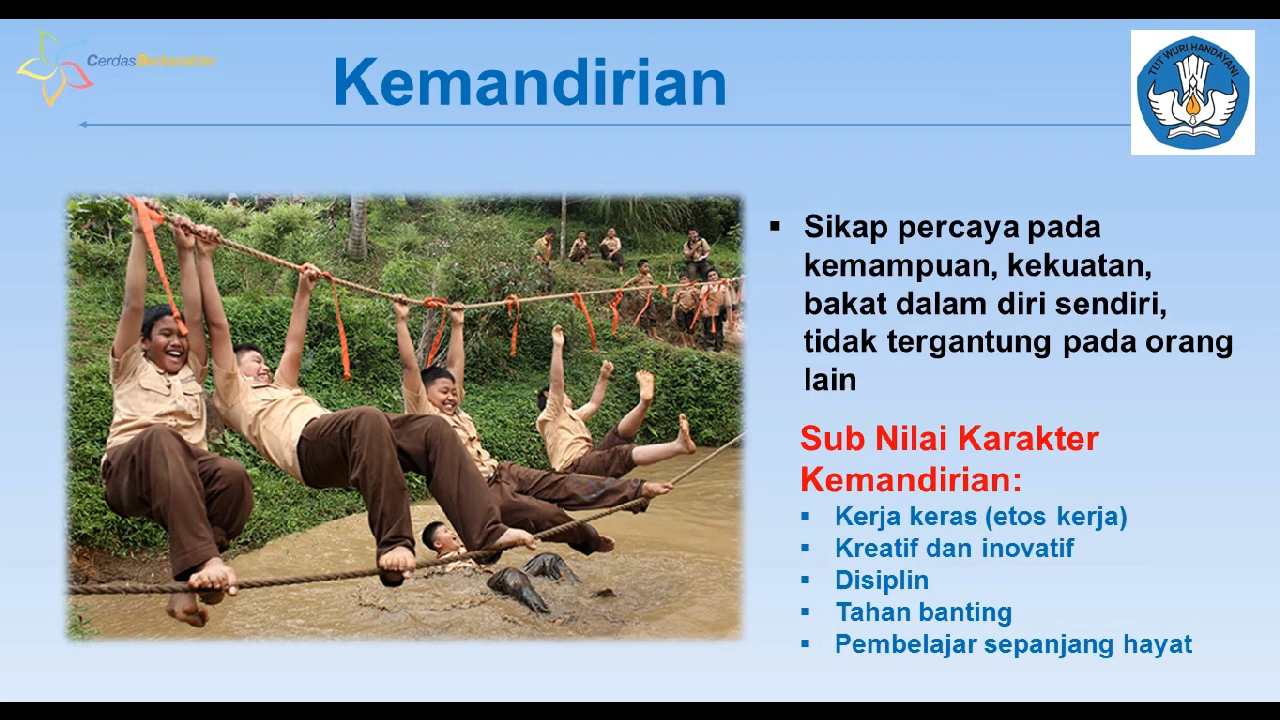 CerdasBerkarakter
Kemandirian
TUT WURI HANDAYANI
▪ Sikap percaya pada
kemampuan, kekuatan,
bakat dalam diri sendiri,
tidak tergantung pada orang
lain
Sub Nilai Karakter
Kemandirian:
▪ Kerja keras (etos kerja)
▪ Kreatif dan inovatif
▪ Disiplin
▪ Tahan banting
▪ Pembelajar sepanjang hayat